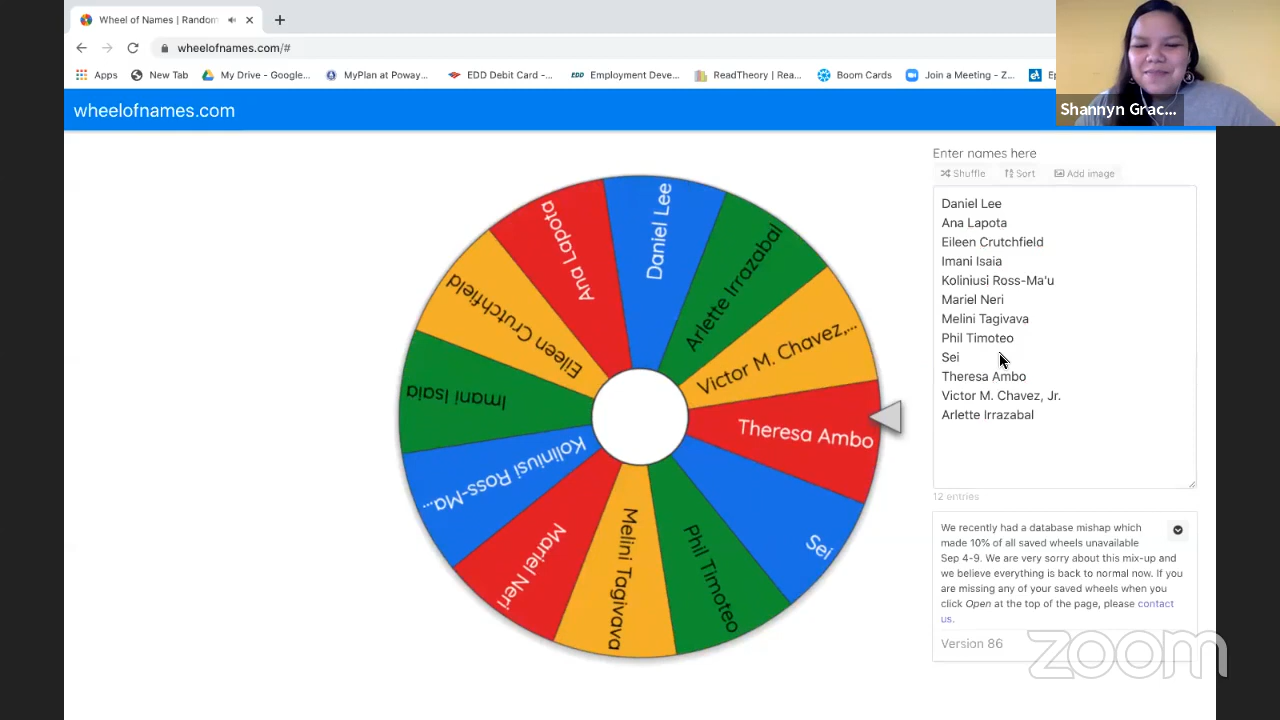 Wheel of Names | Random
wheelofnames.com/#
Apps
New Tab
My Drive - Google...
MyPlan at Poway...
EDD Debit Card -...
EDD
Employment Deve...
ReadTheory | Rea...
Boom Cards
Join a Meeting - Z...
Ep
Shannyn Grac...
wheelofnames.com
Enter names here
Shuffle
Sort
Add image
Daniel Lee
Ana Lapota
Eileen Crutchfield
Imani Isaia
Koliniusi Ross-Ma'u
Mariel Neri
Melini Tagivava
Phil Timoteo
Sei
Theresa Ambo
Victor M. Chavez, Jr.
Arlette Irrazabal
12 entries
Daniel Lee
Arlette Irrazabal
Victor M. Chavez,...
Theresa Ambo
Sei
Phil Timoteo
Melini Tagivava
Mariel Neri
Koliniusi Ross-Ma...
Imani Isaia
Eileen Crutchfield
Ana Lapota
We recently had a database mishap which
made 10% of all saved wheels unavailable
Sep 4-9. We are very sorry about this mix-up and
we believe everything is back to normal now. If you
are missing any of your saved wheels when you
click Open at the top of the page, please contact
us.
Version 86
zoom